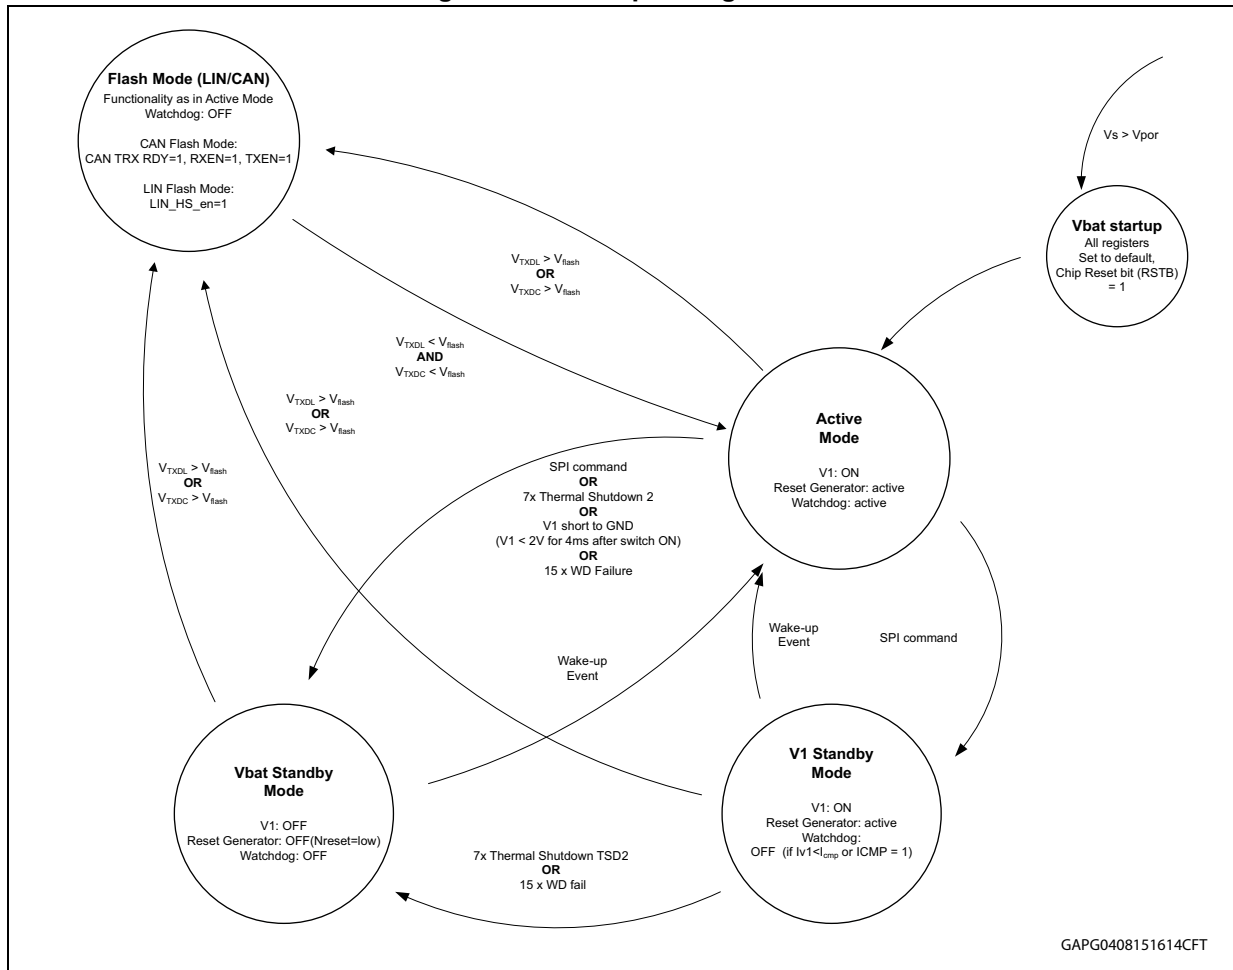 Flash Mode (LIN/CAN)
Functionality as in Active Mode
Watchdog: OFF
CAN Flash Mode:
CAN TRX RDY=1, RXEN=1, TXEN=1
LIN Flash Mode:
LIN_HS_en=1
Vs > Vpor
Vbat startup
All registers
Set to default,
Chip Reset bit (RSTB)
= 1
VTXDL > Vflash
OR
VTXDC > Vflash
VTXDL < Vflash
AND
VTXDC < Vflash
VTXDL > Vflash
OR
VTXDC > Vflash
VTXDL > Vflash
OR
VTXDC > Vflash
Active
Mode
V1: ON
Reset Generator: active
Watchdog: active
SPI command
OR
7x Thermal Shutdown 2
OR
V1 short to GND
(V1 < 2V for 4ms after switch ON)
OR
15 x WD Failure
Wake-up
Event
Wake-up
Event
SPI command
Vbat Standby
Mode
V1: OFF
Reset Generator: OFF(Nreset=low)
Watchdog: OFF
V1 Standby
Mode
V1: ON
Reset Generator: active
Watchdog:
OFF (if Iv1<Icmp or ICMP = 1)
7x Thermal Shutdown TSD2
OR
15 x WD fail
GAPG0408151614CFT